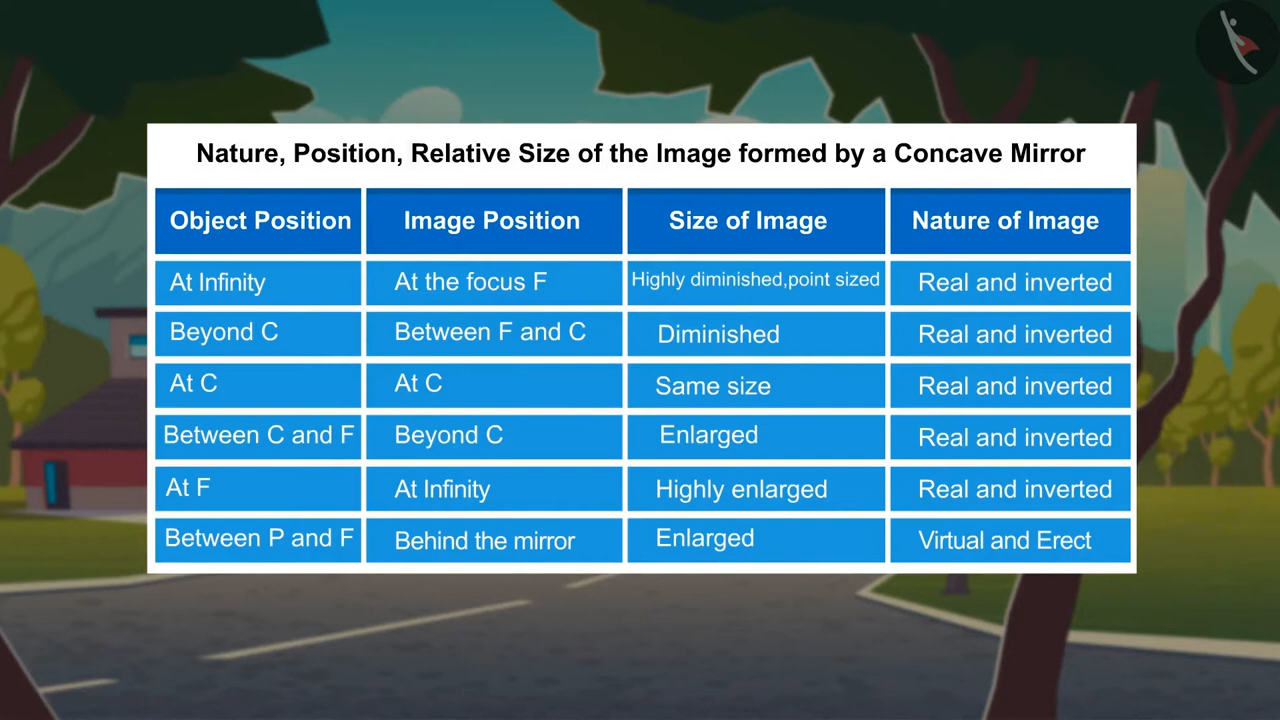 Nature, Position, Relative Size of the Image formed by a Concave Mirror
Object Position Image Position Size of Image Nature of Image
At Infinity At the focus F Highly diminished,point sized Real and inverted
Beyond C Between F and C Diminished Real and inverted
At C At C Same size Real and inverted
Between C and F Beyond C Enlarged Real and inverted
At F At Infinity Highly enlarged Real and inverted
Between P and F Behind the mirror Enlarged Virtual and Erect